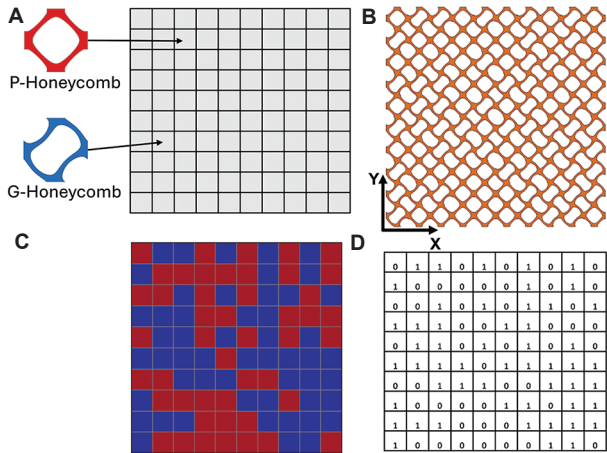 A
P-Honeycomb
G-Honeycomb
B
Y
X
C
D
0 1 1 0 1 0 1 0 1 0
1 0 0 0 0 0 1 0 1 0
0 0 1 0 1 0 1 1 0 1
1 1 1 0 0 1 1 0 0 0
0 1 1 0 1 0 1 1 1 0
1 1 1 1 0 1 1 1 1 1
0 0 1 1 1 0 0 1 1 1
1 0 0 0 0 1 1 0 1 1
1 1 1 0 0 0 1 1 1 1
1 0 0 0 0 1 1 0 0 0